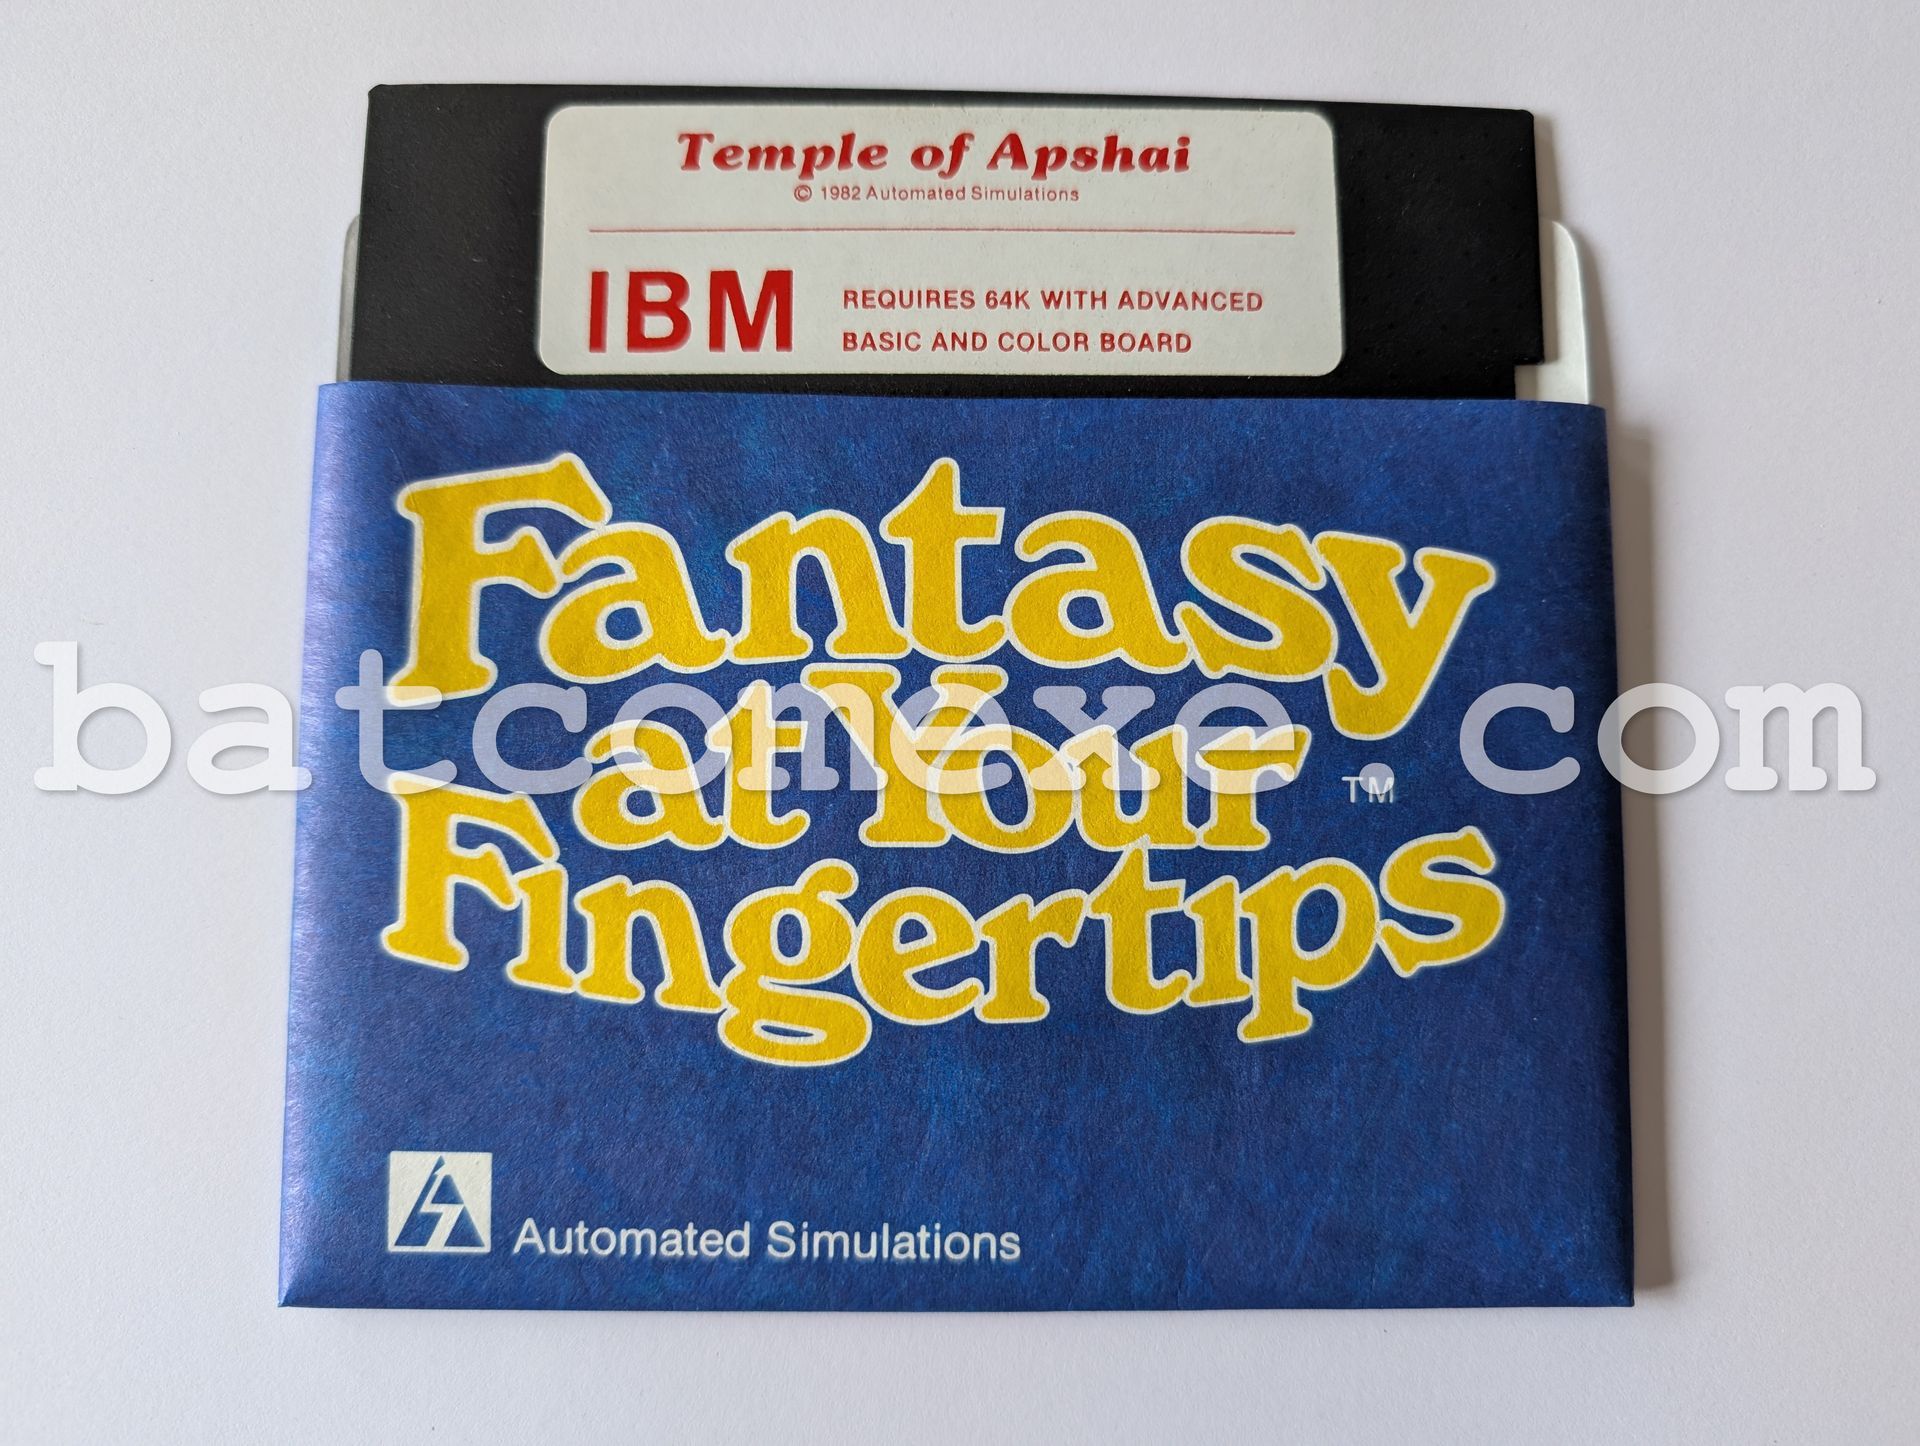 Temple of Apshai
© 1982 Automated Simulations
IBM
REQUIRES 64K WITH ADVANCED
BASIC AND COLOR BOARD
Fantasy
at Your
Fingertips
TM
batcomexe.com
Automated Simulations